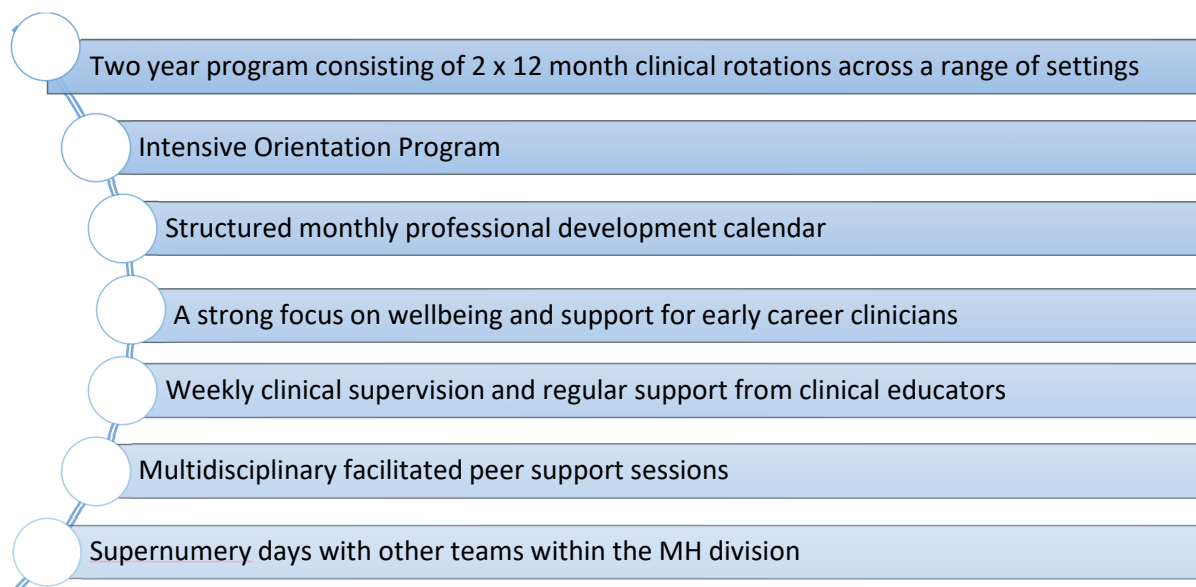 Two year program consisting of 2 x 12 month clinical rotations across a range of settings
Intensive Orientation Program
Structured monthly professional development calendar
A strong focus on wellbeing and support for early career clinicians
Weekly clinical supervision and regular support from clinical educators
Multidisciplinary facilitated peer support sessions
Supernumery days with other teams within the MH division